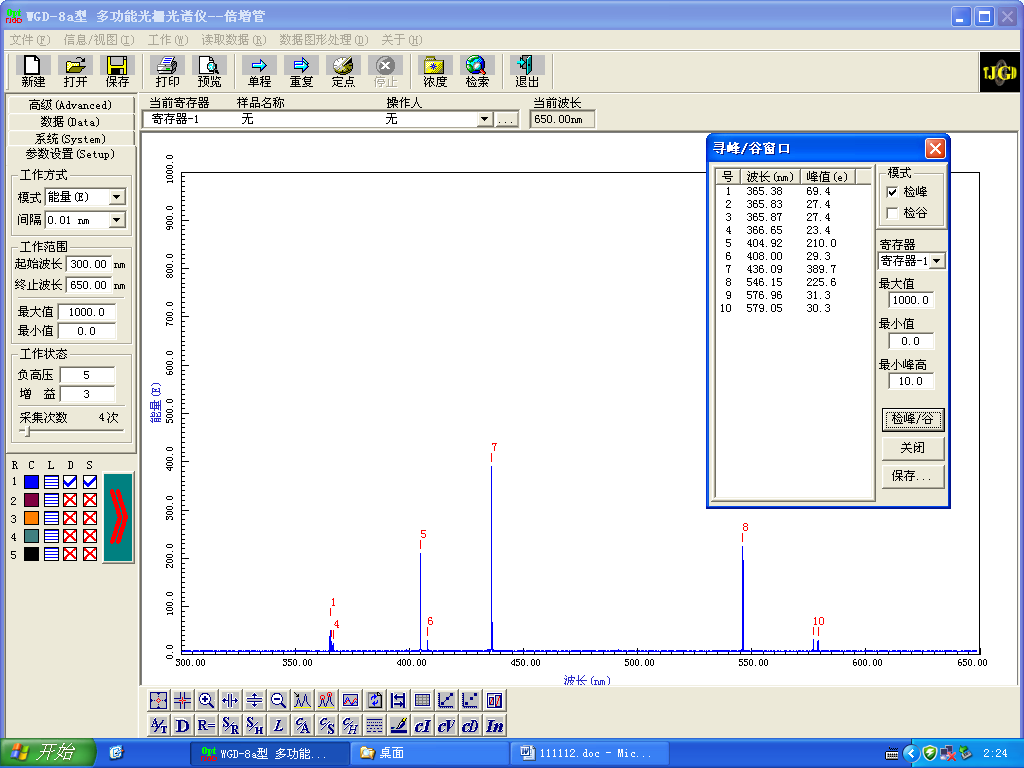 WGD-8a型 多功能光栅光谱仪--倍增管
文件(F) 信息/视图(I) 工作(W) 读取数据(R) 数据图形处理(D) 关于(H)
新建 打开 保存 打印 预览 单程 重复 定点 停止 浓度 检索 退出
TJGD
高级(Advanced)
数据(Data)
系统(System)
参数设置(Setup)
当前寄存器 样品名称 操作人 当前波长
寄存器-1 无 无 ... 650.00nm
工作方式
模式 能量(E)
间隔 0.01 nm
工作范围
起始波长 300.00 nm
终止波长 650.00 nm
最大值 1000.0
最小值 0.0
工作状态
负高压 5
增 益 3
采集次数 4次
R C L D S
1
2
3
4
5
1000.0
900.0
800.0
700.0
600.0
500.0
400.0
300.0
200.0
100.0
0.0
能量(E)
1 4 5 6 7 8 10
300.00 350.00 400.00 450.00 500.00 550.00 600.00 650.00
波长(nm)
寻峰/谷窗口
号 波长(nm) 峰值(e)
1 365.38 69.4
2 365.83 27.4
3 365.87 27.4
4 366.65 23.4
5 404.92 210.0
6 408.00 29.3
7 436.09 389.7
8 546.15 225.6
9 576.96 31.3
10 579.05 30.3
模式
检峰
检谷
寄存器
寄存器-1
最大值
1000.0
最小值
0.0
最小峰高
10.0
检峰/谷
关闭
保存...
A/T D R= S/R S/H L C/A C/S C/H cI cV cD In
开始 WGD-8a型 多功能... 桌面 111112.doc - Mic... 2:24